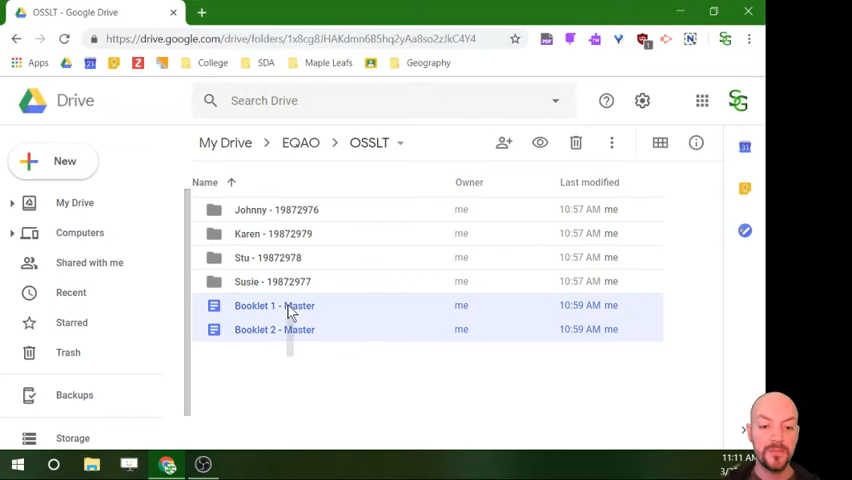 OSSLT - Google Drive
https://drive.google.com/drive/folders/1x8cg8JHAKdmn6Hb5hq2yAa8so2zJkC4Y4
Apps
College
SDA
Maple Leafs
Geography
Drive
Search Drive
New
My Drive
EQAO
OSSLT
Name
Owner
Last modified
My Drive
Johnny - 19872976
me
10:57 AM me
Computers
Karen - 19872979
me
10:57 AM me
Shared with me
Stu - 19872978
me
10:57 AM me
Recent
Susie - 19872977
me
10:57 AM me
Starred
Booklet 1 - Master
me
10:59 AM me
Trash
Booklet 2 - Master
me
10:59 AM me
Backups
Storage
11:11 AM